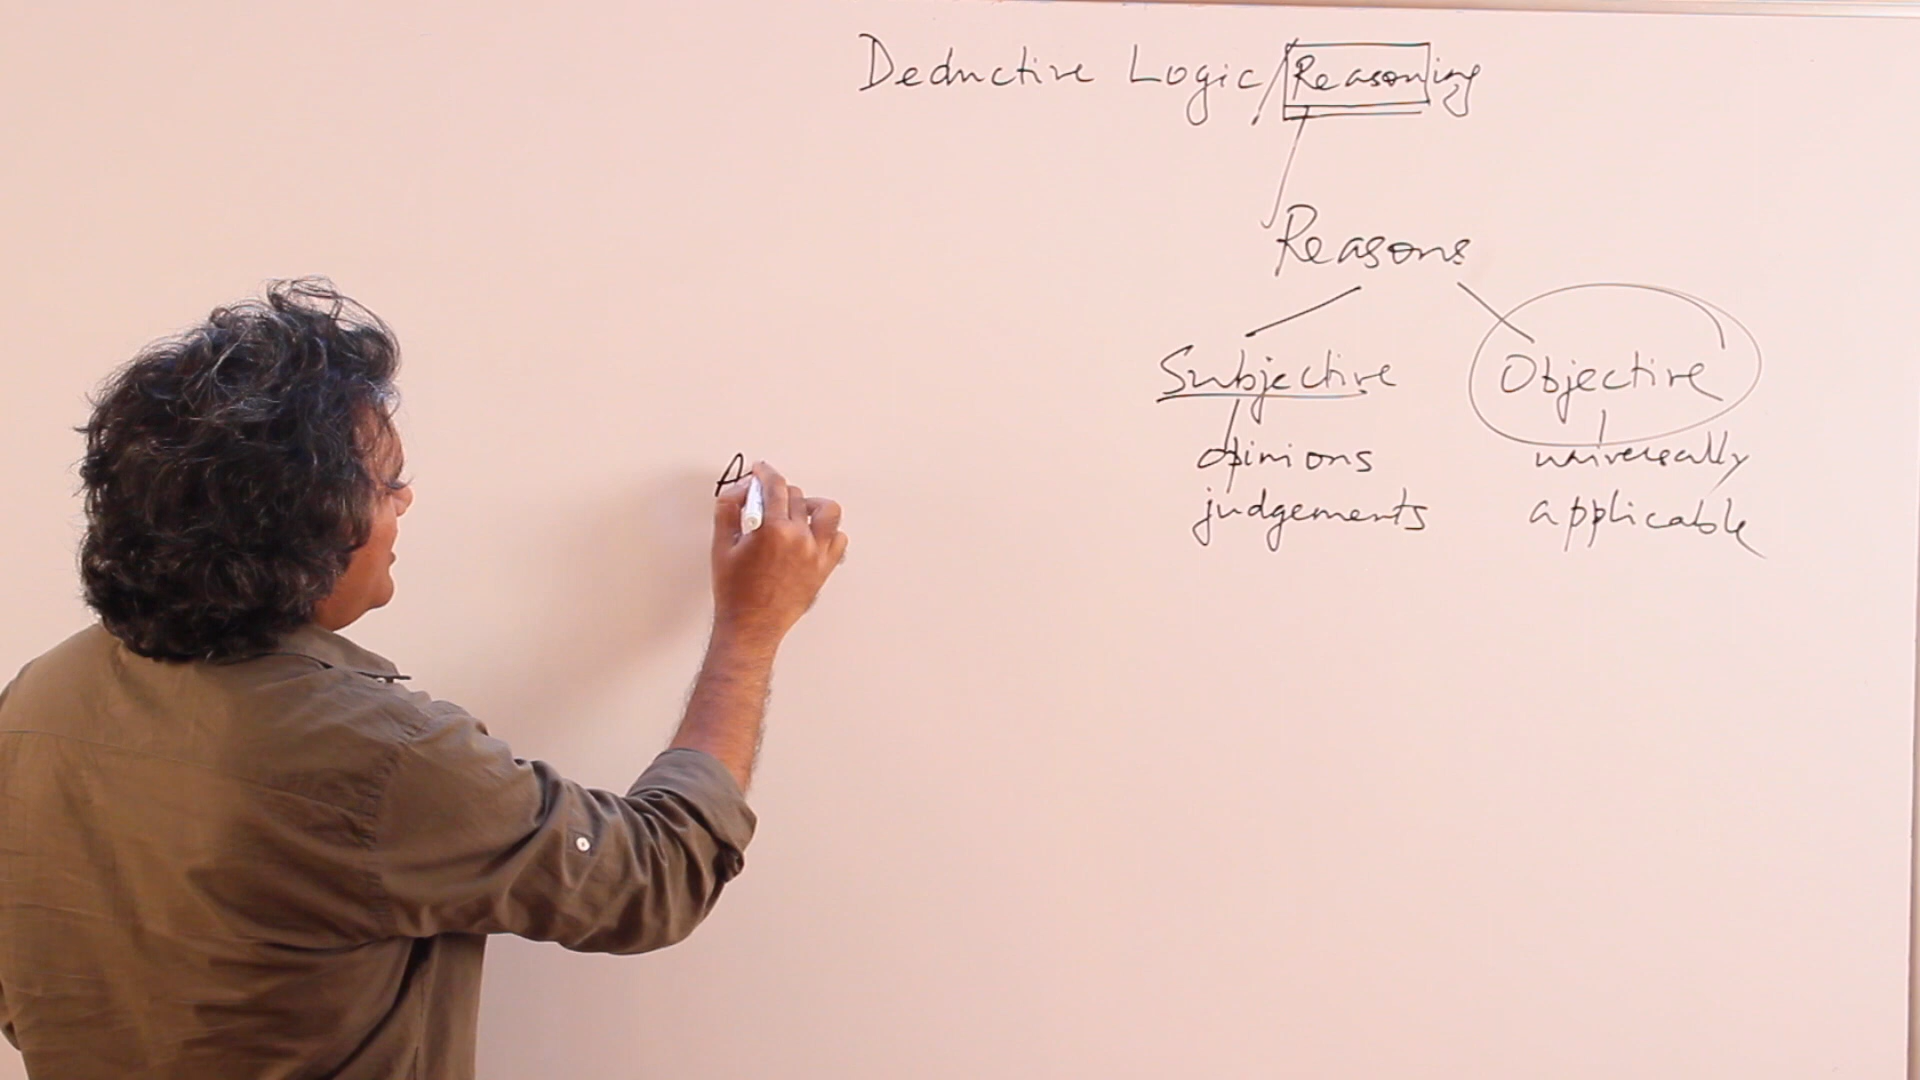 Deductive Logic/Reasoning
Reasons
Subjective Objective
opinions universally
judgements applicable
A